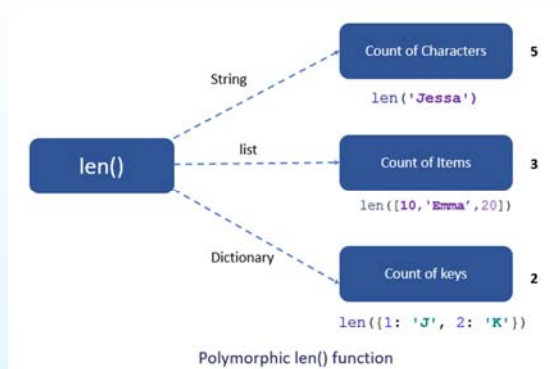 Count of Characters 5
String
len('Jessa')
list
len()
Count of Items 3
len([10,'Emma',20])
Dictionary
Count of keys 2
len({1: 'J', 2: 'K'})
Polymorphic len() function